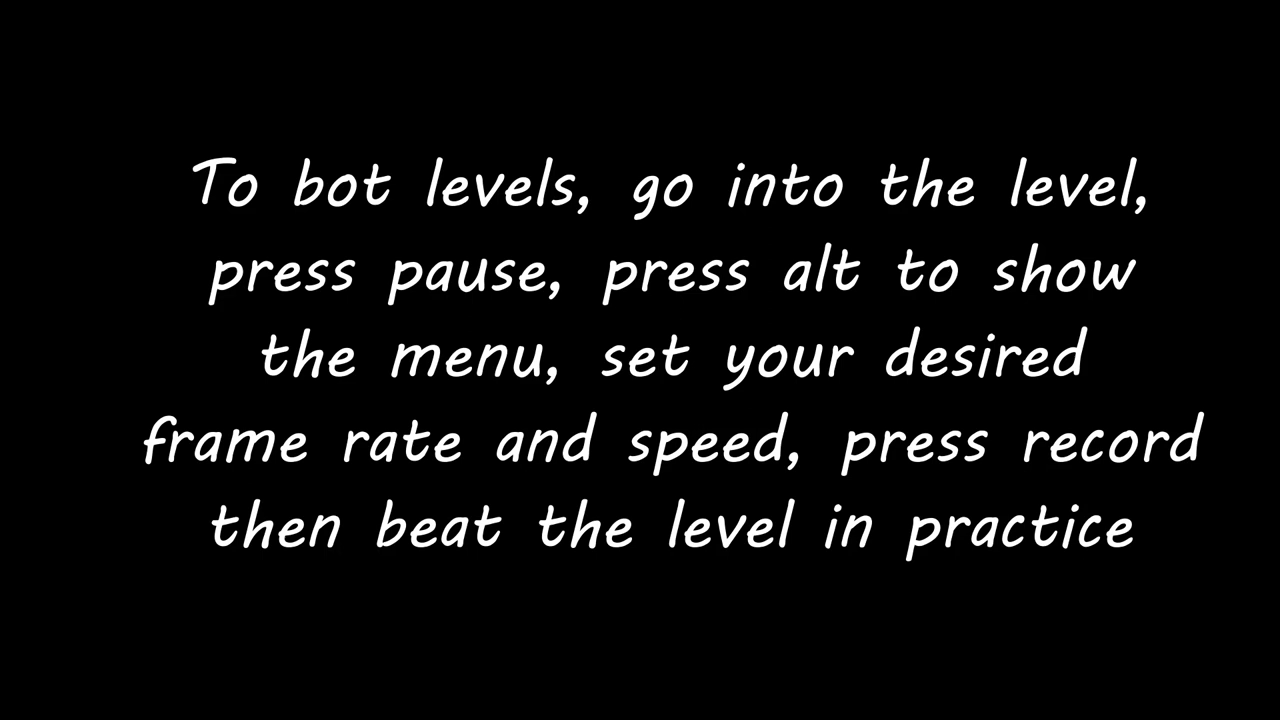 To bot levels, go into the level,
press pause, press alt to show
the menu, set your desired
frame rate and speed, press record
then beat the level in practice